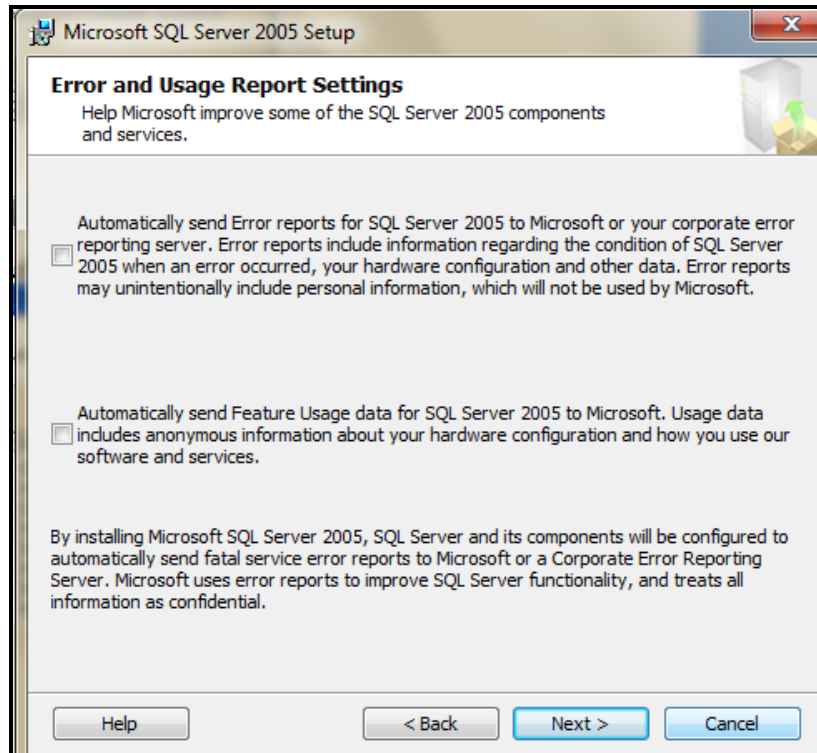 Microsoft SQL Server 2005 Setup
Error and Usage Report Settings
Help Microsoft improve some of the SQL Server 2005 components
and services.
Automatically send Error reports for SQL Server 2005 to Microsoft or your corporate error
reporting server. Error reports include information regarding the condition of SQL Server
2005 when an error occurred, your hardware configuration and other data. Error reports
may unintentionally include personal information, which will not be used by Microsoft.
Automatically send Feature Usage data for SQL Server 2005 to Microsoft. Usage data
includes anonymous information about your hardware configuration and how you use our
software and services.
By installing Microsoft SQL Server 2005, SQL Server and its components will be configured to
automatically send fatal service error reports to Microsoft or a Corporate Error Reporting
Server. Microsoft uses error reports to improve SQL Server functionality, and treats all
information as confidential.
Help
< Back
Next >
Cancel